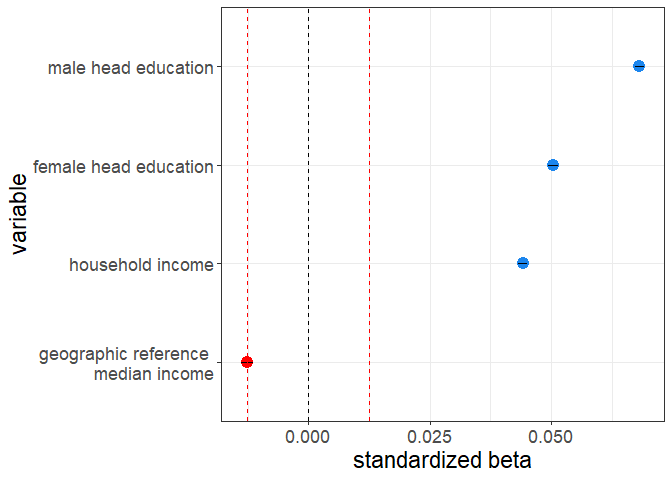 variable
male head education
female head education
household income
geographic reference
median income
0.000
0.025
0.050
standardized beta